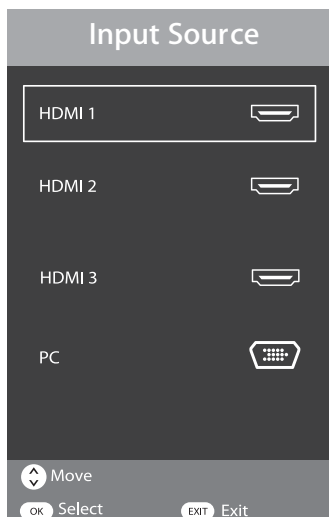 Input Source
HDMI 1
HDMI 2
HDMI 3
PC
Move
OK Select EXIT Exit